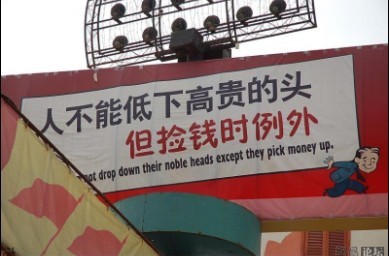 人不能低下高贵的头
但捡钱时例外
not drop down their noble heads except they pick money up.